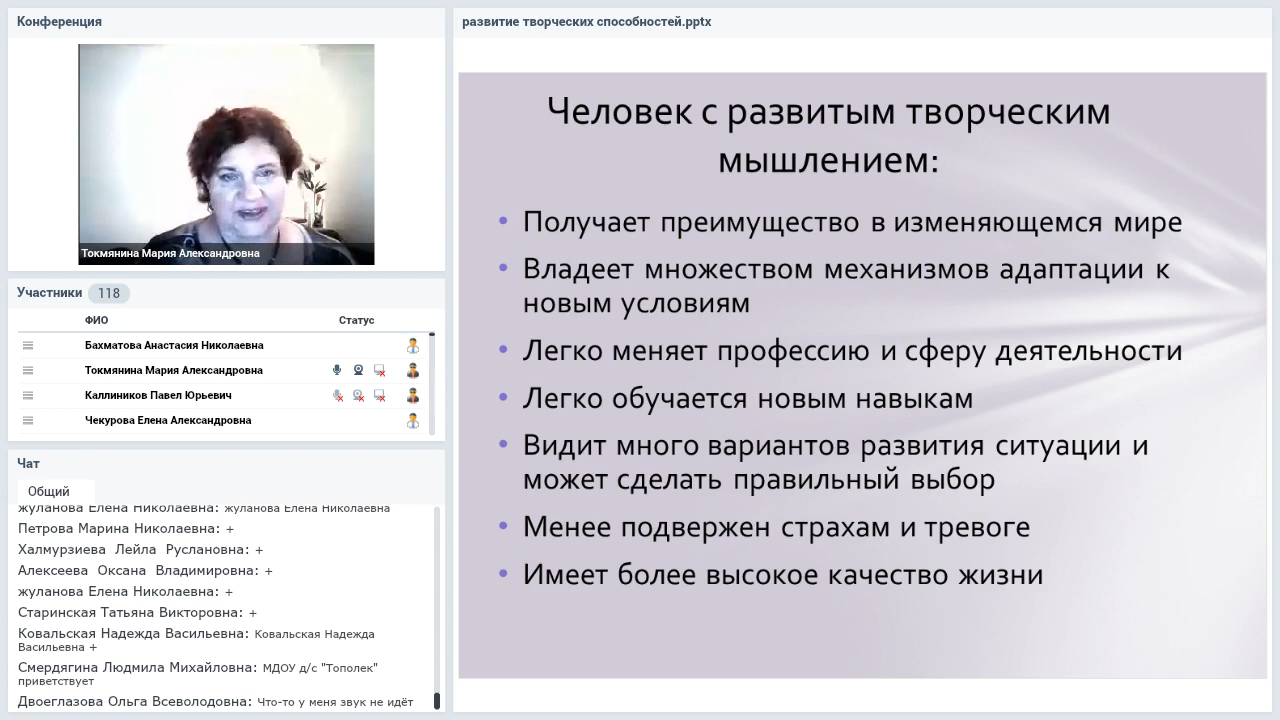 Конференция
Токмянина Мария Александровна
Участники 118
ФИО Статус
Бахматова Анастасия Николаевна
Токмянина Мария Александровна
Каллиников Павел Юрьевич
Чекурова Елена Александровна
Чат
Общий
жуланова Елена Николаевна: жуланова Елена Николаевна
Петрова Марина Николаевна: +
Халмурзиева Лейла Руслановна: +
Алексеева Оксана Владимировна: +
жуланова Елена Николаевна: +
Старинская Татьяна Викторовна: +
Ковальская Надежда Васильевна: Ковальская Надежда
Васильевна +
Смердягина Людмила Михайловна: МДОУ д/с "Тополек"
приветствует
Двоеглазова Ольга Всеволодовна: Что-то у меня звук не идёт
развитие творческих способностей.pptx
Человек с развитым творческим
мышлением:
• Получает преимущество в изменяющемся мире
• Владеет множеством механизмов адаптации к
новым условиям
• Легко меняет профессию и сферу деятельности
• Легко обучается новым навыкам
• Видит много вариантов развития ситуации и
может сделать правильный выбор
• Менее подвержен страхам и тревоге
• Имеет более высокое качество жизни